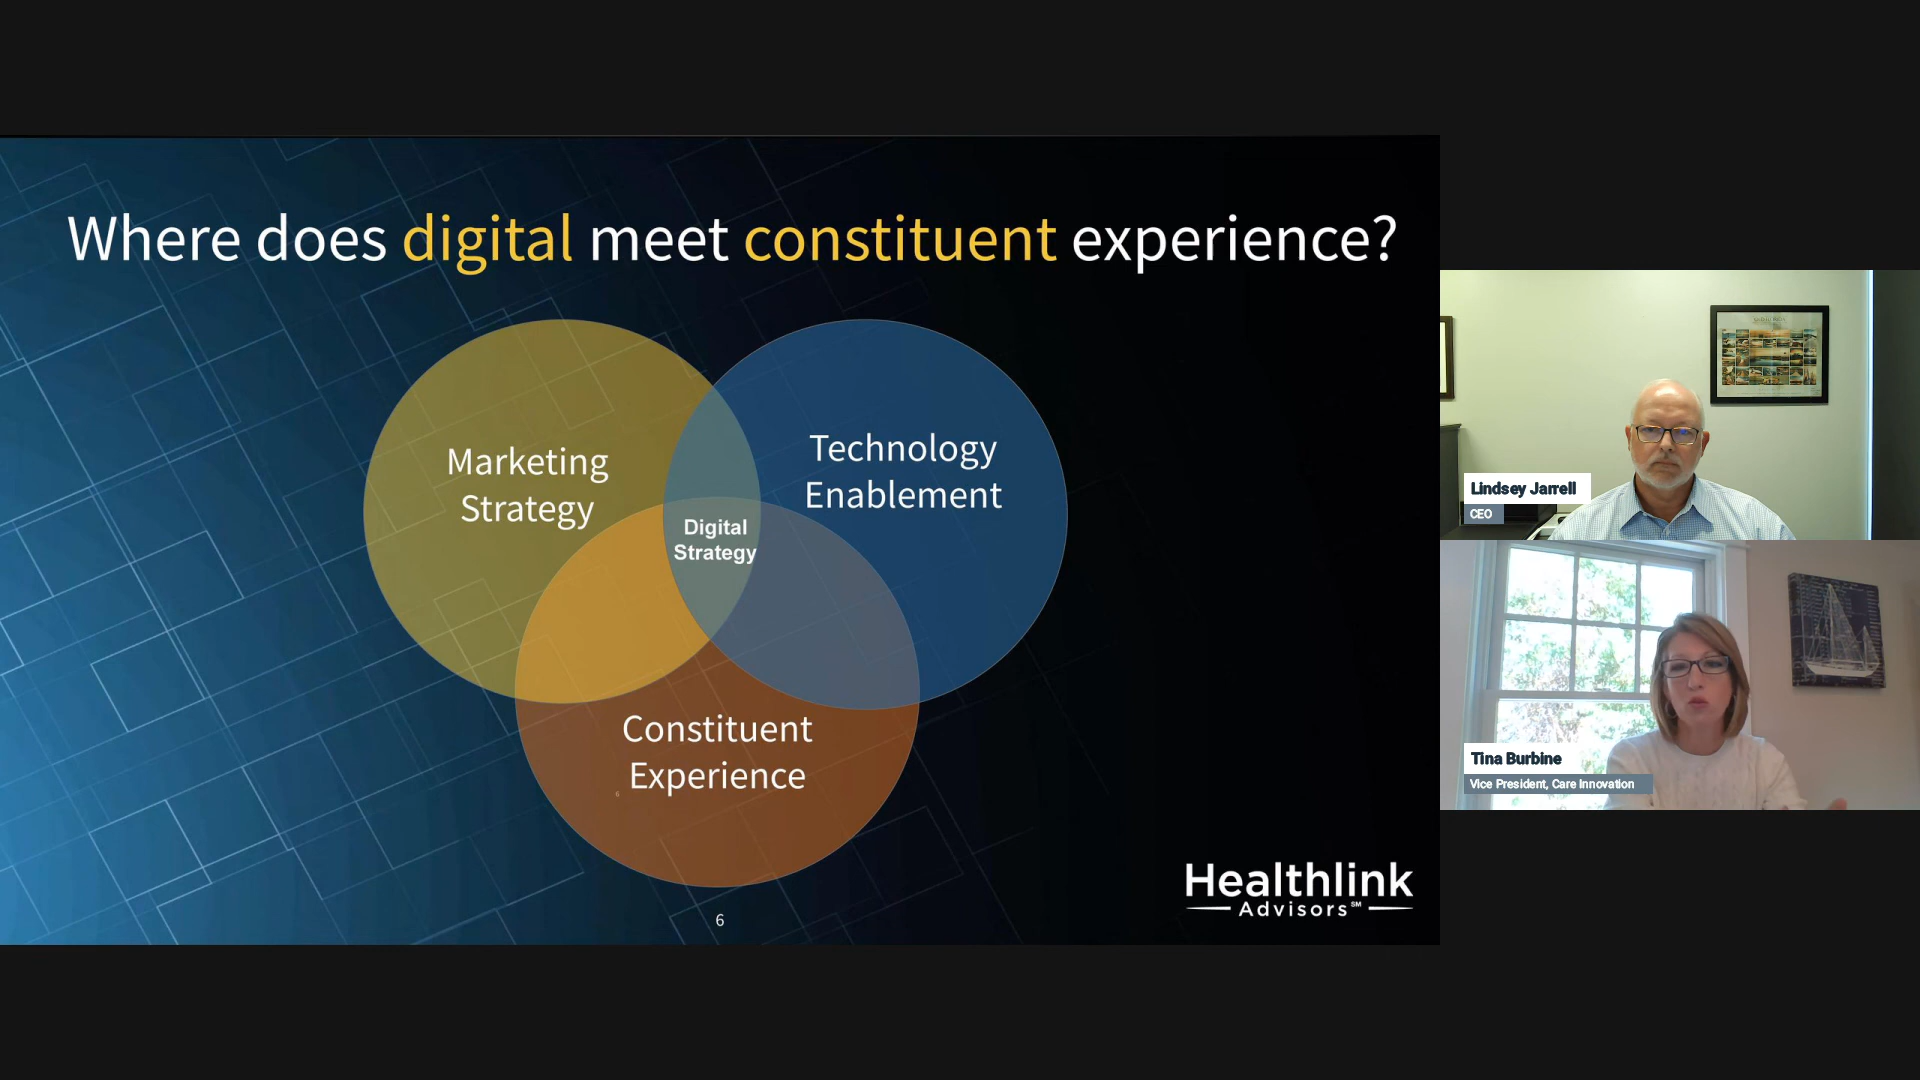 Where does digital meet constituent experience?
Marketing
Strategy
Technology
Enablement
Digital
Strategy
Constituent
Experience
6
6
Healthlink
Advisors℠
Lindsey Jarrell
CEO
Tina Burbine
Vice President, Care Innovation